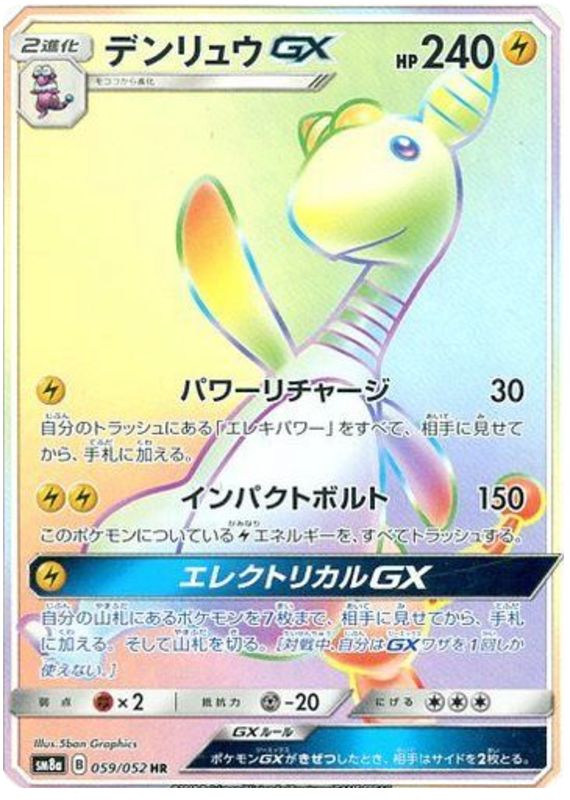 2進化 デンリュウGX HP240
モココから進化
パワーリチャージ 30
自分のトラッシュにある「エレキパワー」をすべて、相手に見せて
から、手札に加える。
インパクトボルト 150
このポケモンについているエネルギーを、すべてトラッシュする。
エレクトリカルGX
自分の山札にあるポケモンを7枚まで、相手に見せてから、手札
に加える。そして山札を切る。[対戦中、自分はGXワザを1回しか
使えない。]
弱点 ×2 抵抗力 -20 にげる
Illus. 5ban Graphics
GXルール
sm8a B 059/052 HR
ポケモンGXがきぜつしたとき、相手はサイドを2枚とる。